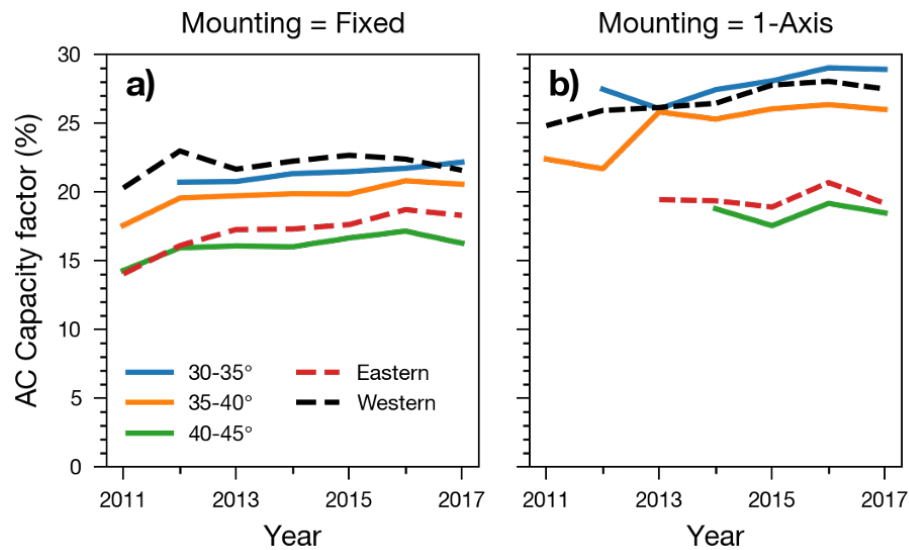 Mounting = Fixed
Mounting = 1-Axis
a)
b)
AC Capacity factor (%)
30
25
20
15
10
5
0
30-35°
35-40°
40-45°
Eastern
Western
2011
2013
2015
2017
2011
2013
2015
2017
Year
Year